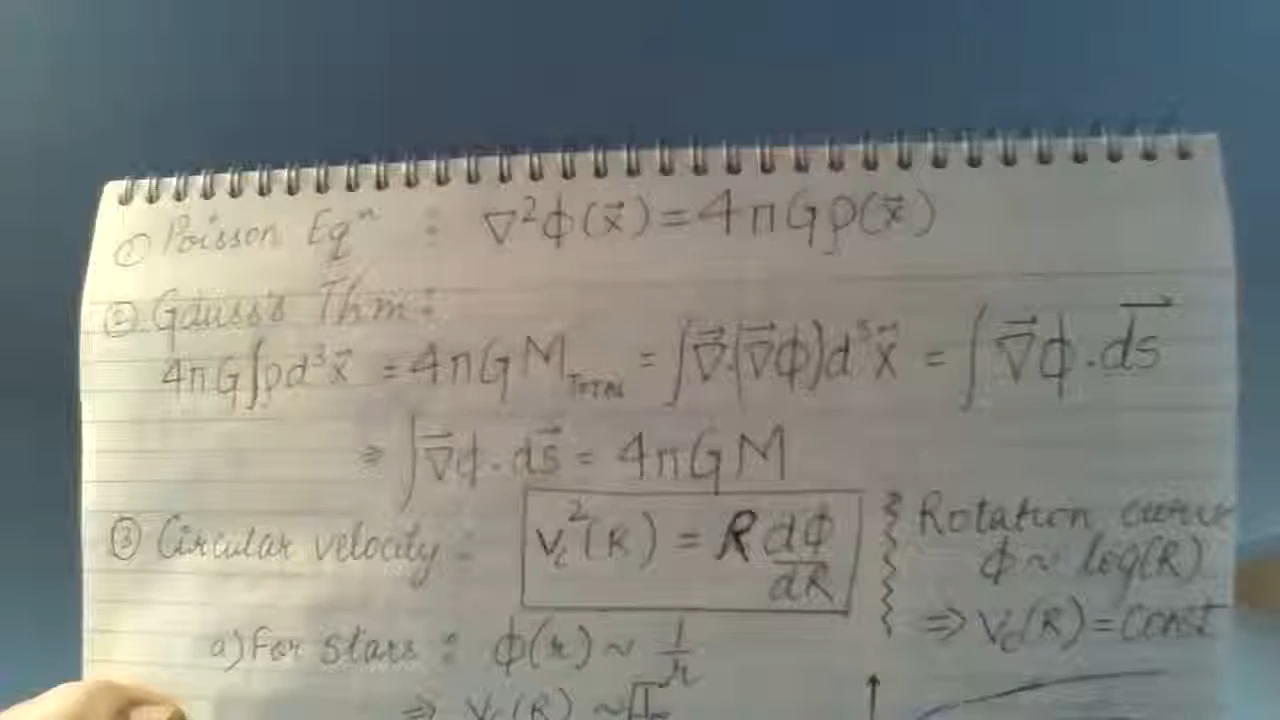 ① Poisson Eqⁿ : ∇²ϕ(x⃗) = 4πGρ(x⃗)
② Gauss's Thm:
4πG∫ρd³x⃗ = 4πGM_TOTAL = ∫∇⃗.(∇⃗ϕ)d³x⃗ = ∫∇⃗ϕ.ds⃗
⇒ ∫∇⃗ϕ.ds⃗ = 4πGM
③ Circular velocity : V_c²(R) = R dϕ/dR
Rotation curve
ϕ ~ log(R)
⇒ V_c(R) = Const
a) For stars : ϕ(r) ~ 1/r
⇒ V_c(R) ~